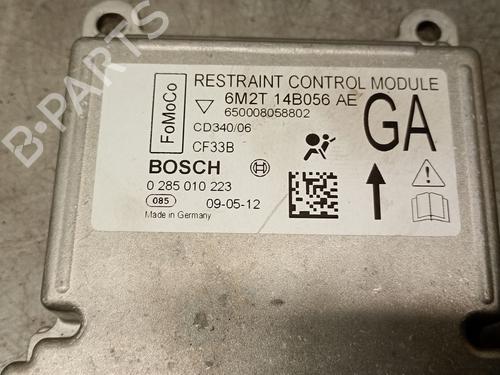 B-PARTS
RESTRAINT CONTROL MODULE
FoMoCo
6M2T 14B056 AE
GA
650008058802
CD340/06
CF33B
BOSCH
0 285 010 223
085
09-05-12
Made in Germany